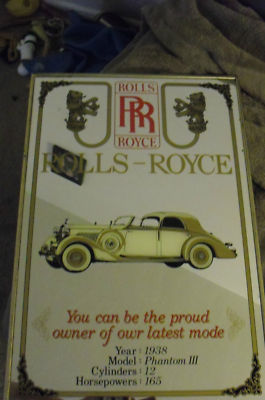 ROLLS
RR
ROYCE
ROLLS-ROYCE
You can be the proud
owner of owr latest mode
Year : 1938
Model : Phantom III
Cylinders : 12
Horsepowers : 165